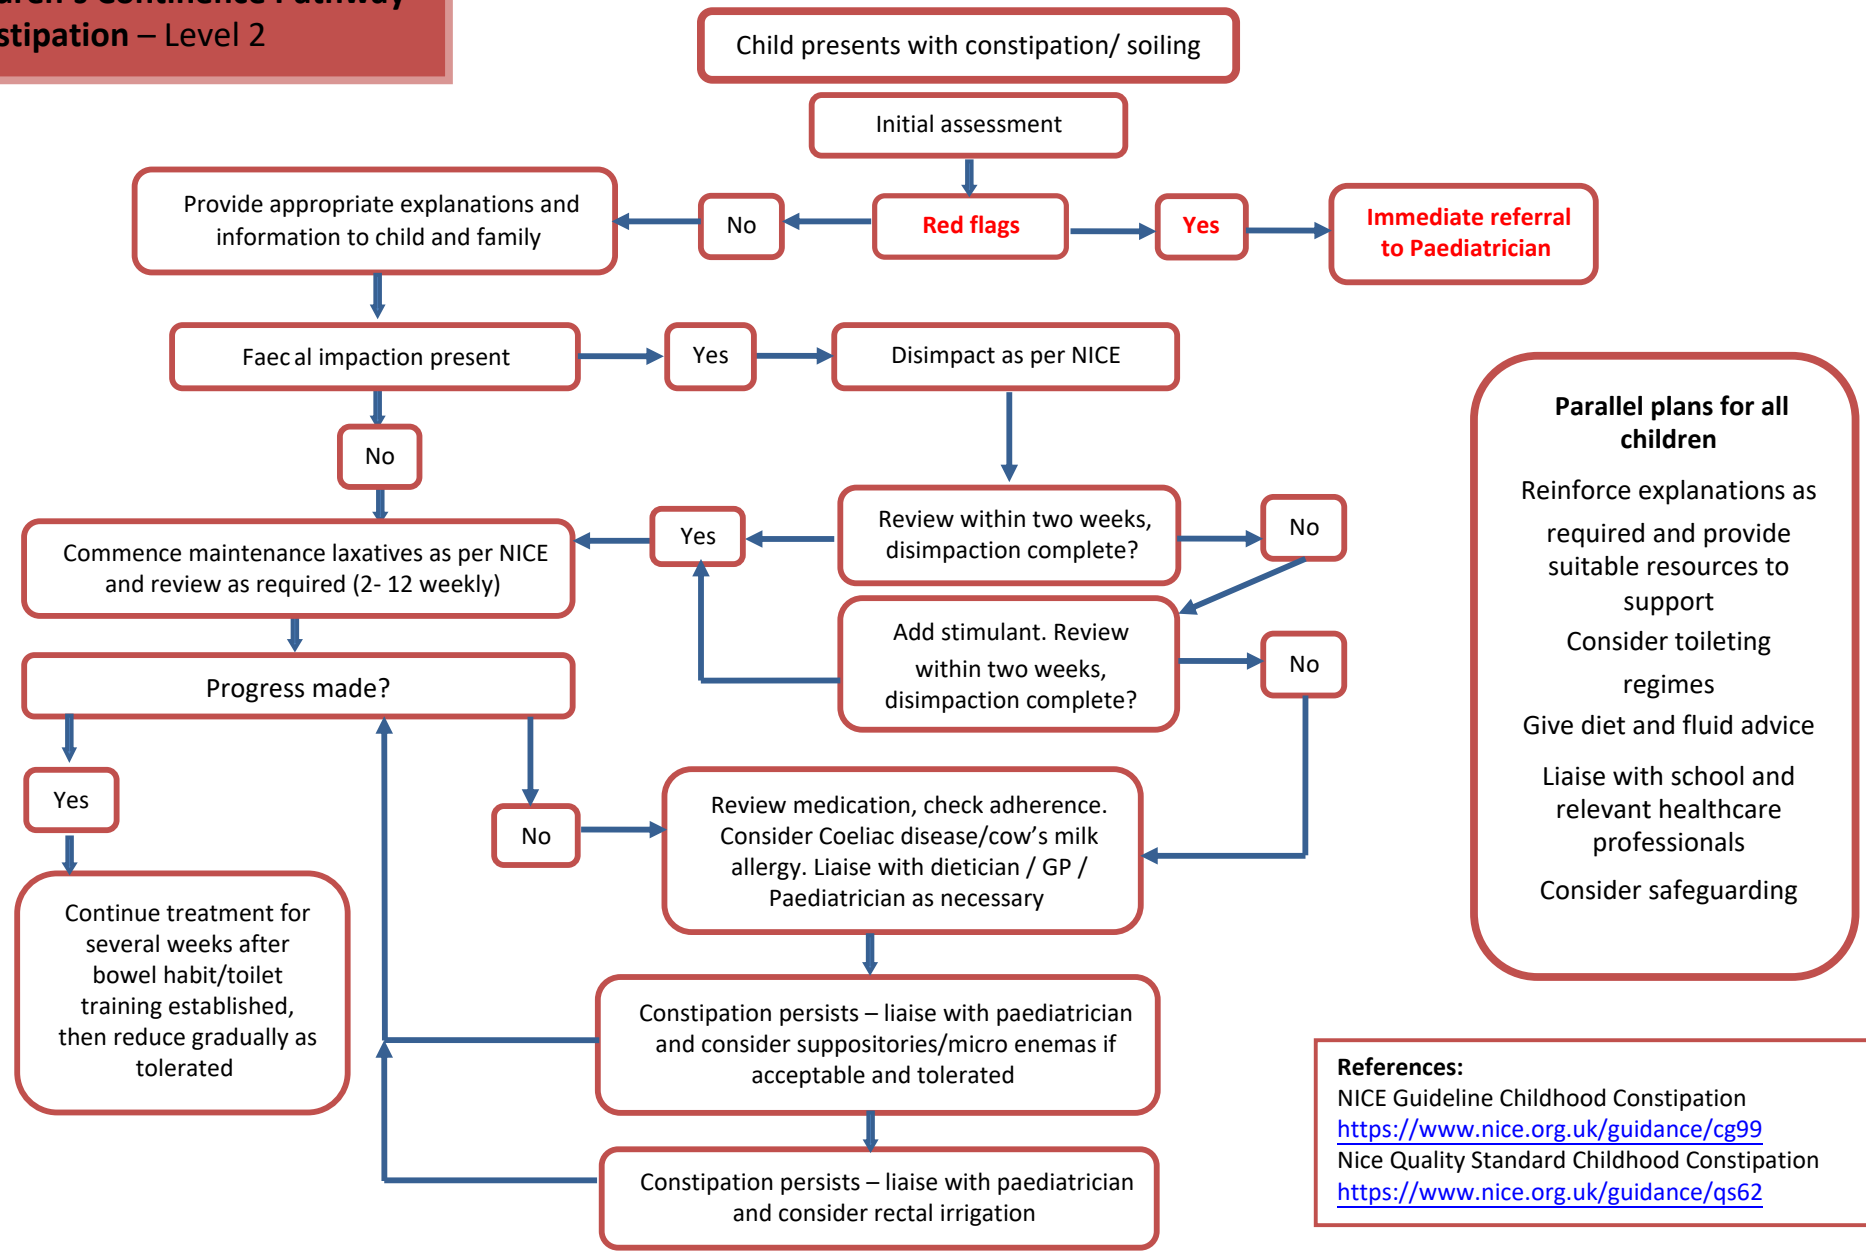 Continence Pathway
– Level 2
Child presents with constipation/ soiling
Initial assessment
Provide appropriate explanations and
information to child and family
No
Red flags
Yes
Immediate referral
to Paediatrician
Faec al impaction present
Yes
Disimpact as per NICE
No
Commence maintenance laxatives as per NICE
and review as required (2- 12 weekly)
Yes
Review within two weeks,
disimpaction complete?
No
Add stimulant. Review
within two weeks,
disimpaction complete?
No
Progress made?
Yes
No
Review medication, check adherence.
Consider Coeliac disease/cow’s milk
allergy. Liaise with dietician / GP /
Paediatrician as necessary
Continue treatment for
several weeks after
bowel habit/toilet
training established,
then reduce gradually as
tolerated
Constipation persists – liaise with paediatrician
and consider suppositories/micro enemas if
acceptable and tolerated
Constipation persists – liaise with paediatrician
and consider rectal irrigation
Parallel plans for all
children
Reinforce explanations as
required and provide
suitable resources to
support
Consider toileting
regimes
Give diet and fluid advice
Liaise with school and
relevant healthcare
professionals
Consider safeguarding
References:
NICE Guideline Childhood Constipation
https://www.nice.org.uk/guidance/cg99
Nice Quality Standard Childhood Constipation
https://www.nice.org.uk/guidance/qs62